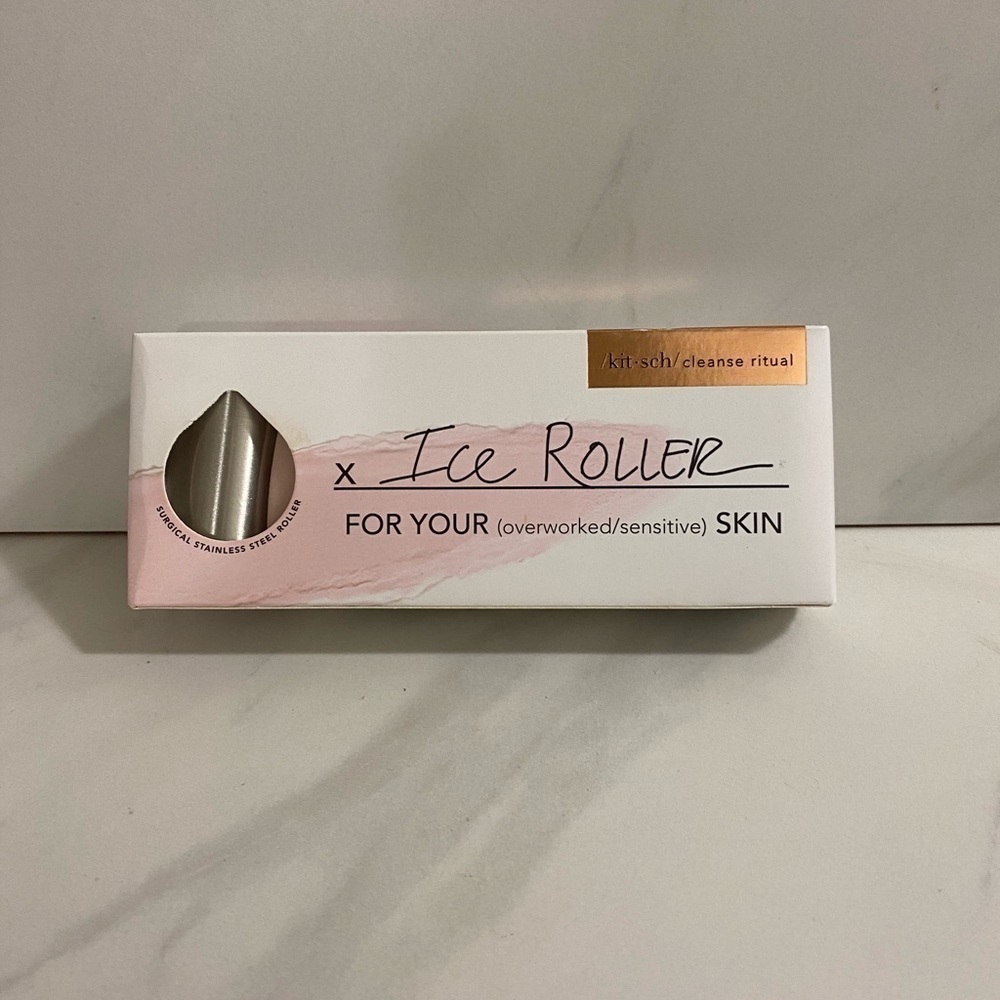 /kit·sch/cleanse ritual
x Ice ROLLER
FOR YOUR (overworked/sensitive) SKIN
SURGICAL STAINLESS STEEL ROLLER